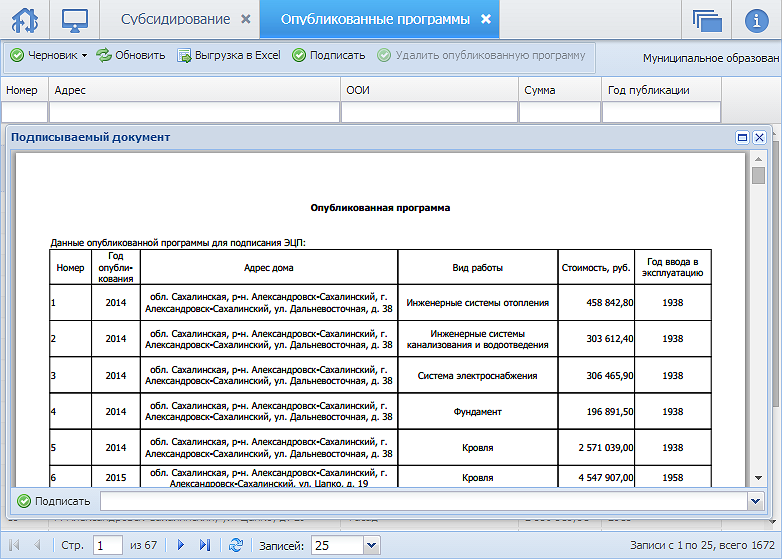 Субсидирование
Опубликованные программы
Черновик Обновить Выгрузка в Excel Подписать Удалить опубликованную программу Муниципальное образован
Номер Адрес ООИ Сумма Год публикации
Подписываемый документ
Опубликованная программа
Данные опубликованной программы для подписания ЭЦП:
Номер Год опубли-кования Адрес дома Вид работы Стоимость, руб. Год ввода в эксплуатацию
1 2014 обл. Сахалинская, р-н. Александровск-Сахалинский, г. Александровск-Сахалинский, ул. Дальневосточная, д. 38 Инженерные системы отопления 458 842,80 1938
2 2014 обл. Сахалинская, р-н. Александровск-Сахалинский, г. Александровск-Сахалинский, ул. Дальневосточная, д. 38 Инженерные системы канализования и водоотведения 303 612,40 1938
3 2014 обл. Сахалинская, р-н. Александровск-Сахалинский, г. Александровск-Сахалинский, ул. Дальневосточная, д. 38 Система электроснабжения 306 465,90 1938
4 2014 обл. Сахалинская, р-н. Александровск-Сахалинский, г. Александровск-Сахалинский, ул. Дальневосточная, д. 38 Фундамент 196 891,50 1938
5 2014 обл. Сахалинская, р-н. Александровск-Сахалинский, г. Александровск-Сахалинский, ул. Дальневосточная, д. 38 Кровля 2 571 039,00 1938
6 2015 обл. Сахалинская, р-н. Александровск-Сахалинский, г. Александровск-Сахалинский, ул. Цапко, д. 19 Кровля 4 547 907,00 1958
Подписать
Стр. 1 из 67 Записей: 25 Записи с 1 по 25, всего 1672